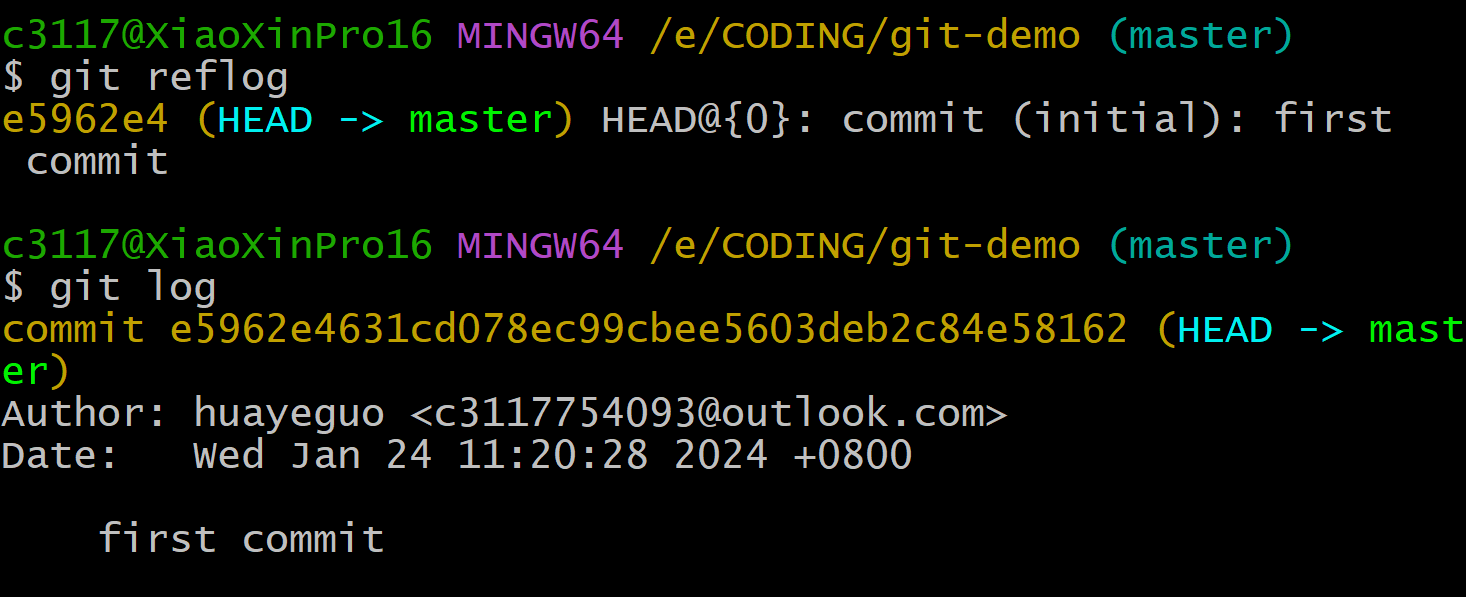 c3117@XiaoXinPro16 MINGW64 /e/CODING/git-demo (master)
$ git reflog
e5962e4 (HEAD -> master) HEAD@{0}: commit (initial): first
 commit
c3117@XiaoXinPro16 MINGW64 /e/CODING/git-demo (master)
$ git log
commit e5962e4631cd078ec99cbee5603deb2c84e58162 (HEAD -> mast
er)
Author: huayeguo <c3117754093@outlook.com>
Date:   Wed Jan 24 11:20:28 2024 +0800
    first commit